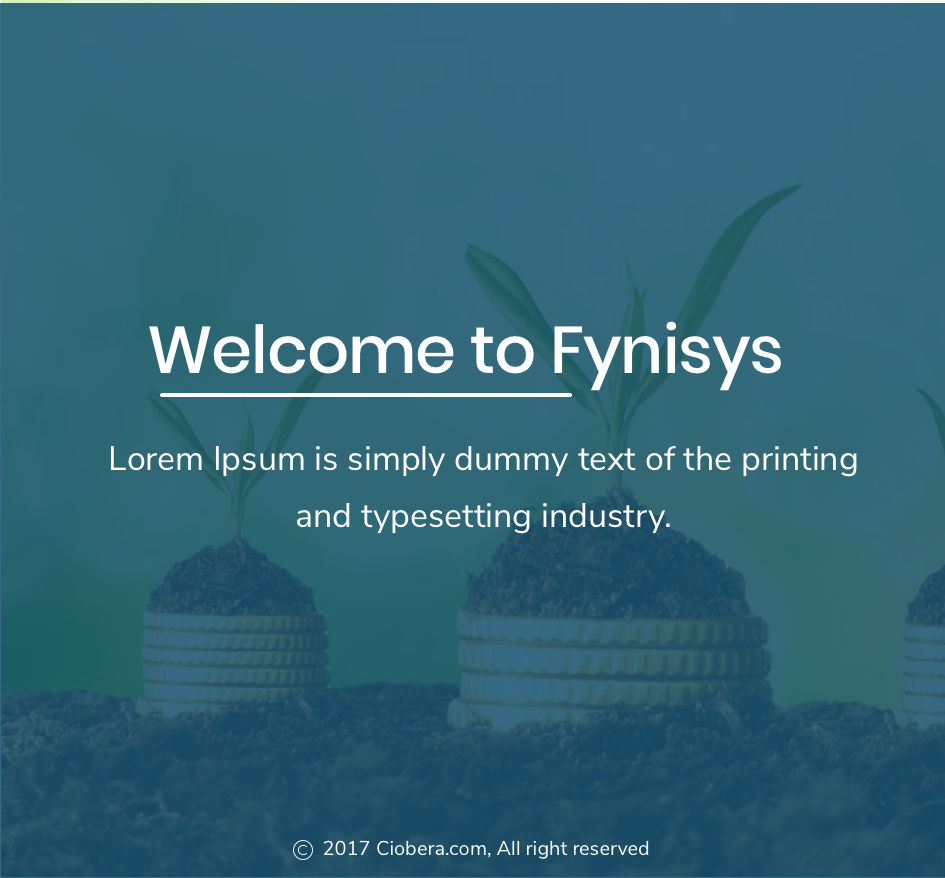 Welcome to Fynisys
Lorem Ipsum is simply dummy text of the printing
and typesetting industry.
© 2017 Ciobera.com, All right reserved